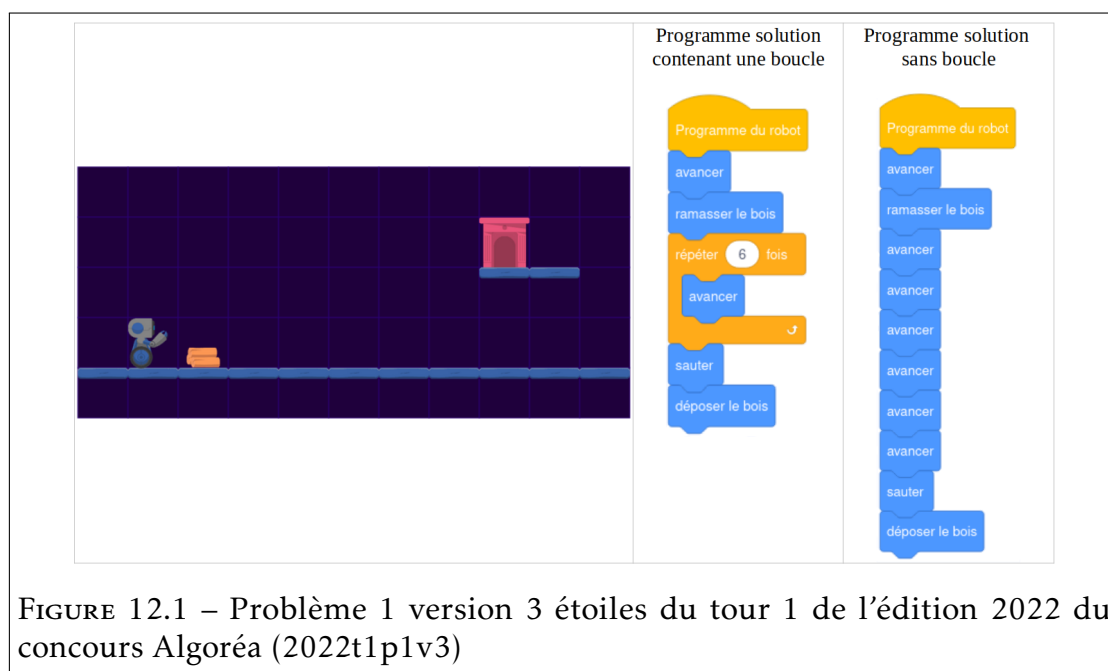 Programme solution
contenant une boucle
Programme du robot
avancer
ramasser le bois
répéter 6 fois
avancer
sauter
déposer le bois
Programme solution
sans boucle
Programme du robot
avancer
ramasser le bois
avancer
avancer
avancer
avancer
avancer
avancer
sauter
déposer le bois
Figure 12.1 – Problème 1 version 3 étoiles du tour 1 de l'édition 2022 du
concours Algoréa (2022t1p1v3)